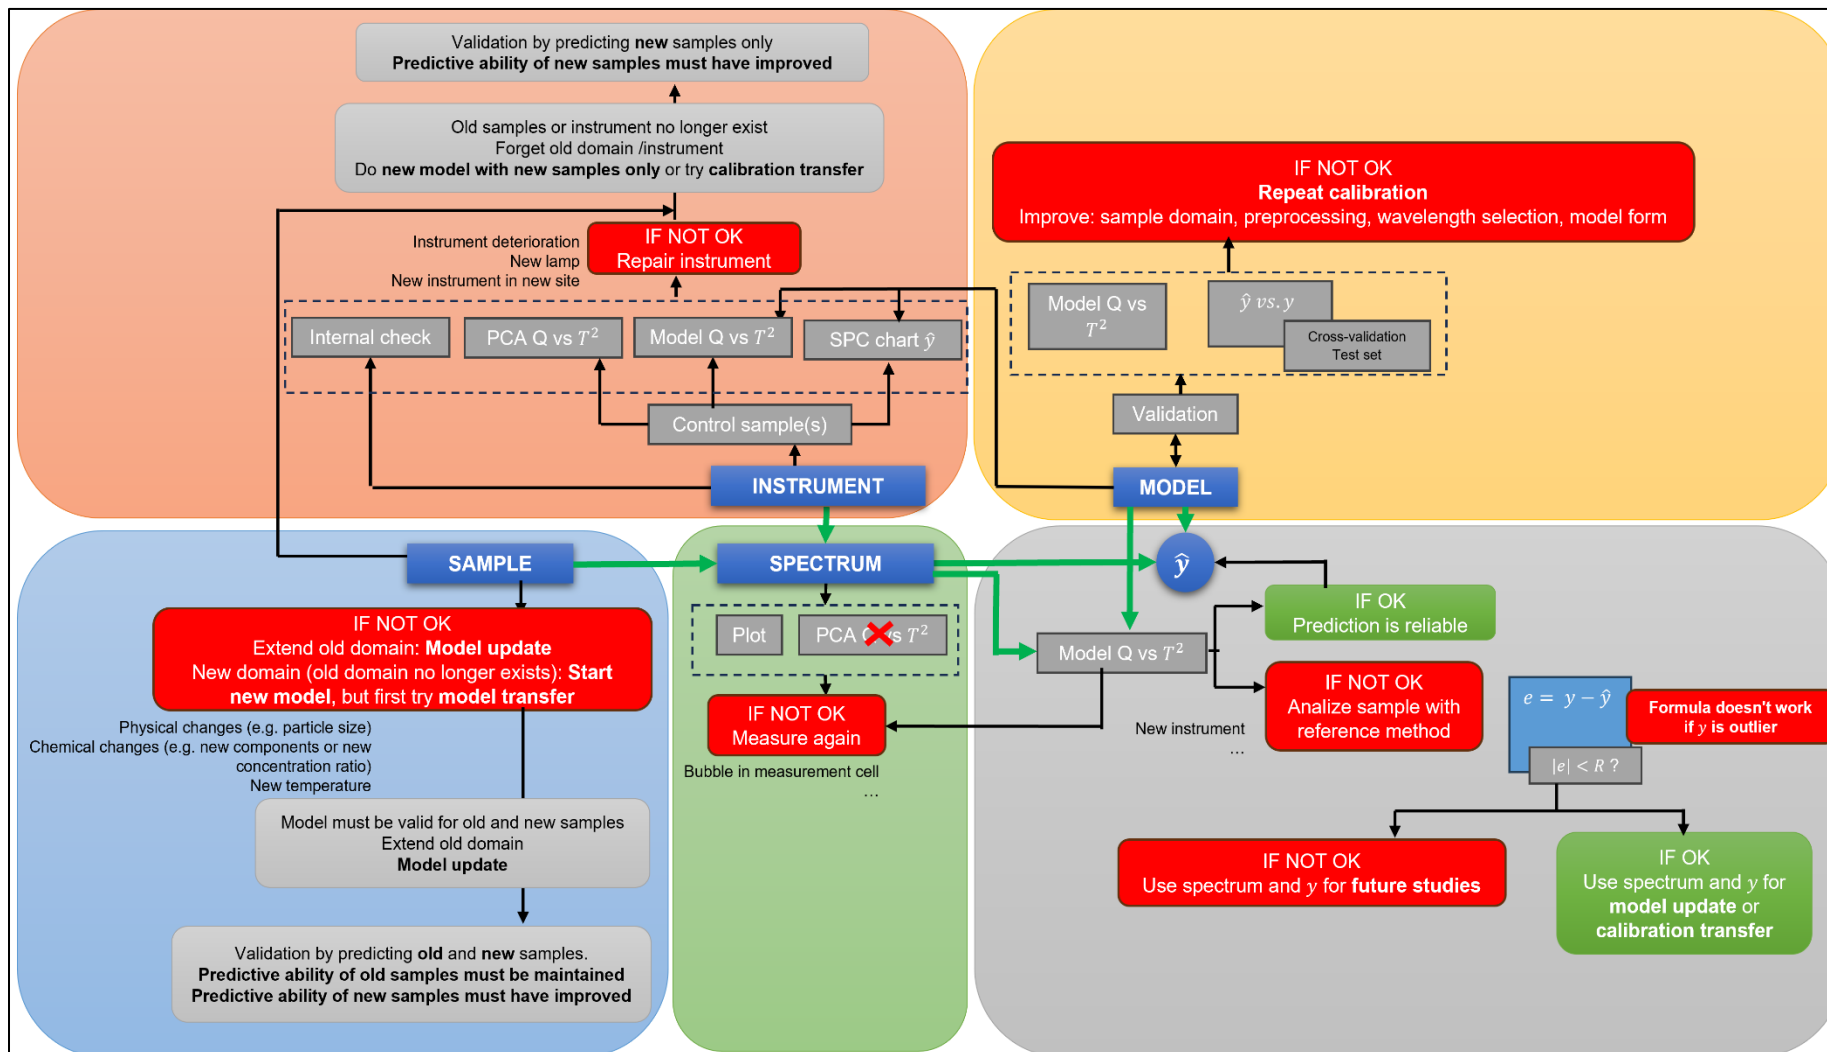 Validation by predicting new samples only
Predictive ability of new samples must have improved
Old samples or instrument no longer exist
Forget old domain /instrument
Do new model with new samples only or try calibration transfer
Instrument deterioration
New lamp
New instrument in new site
IF NOT OK
Repair instrument
Internal check
PCA Q vs T²
Model Q vs T²
SPC chart ŷ
Control sample(s)
INSTRUMENT
IF NOT OK
Repeat calibration
Improve: sample domain, preprocessing, wavelength selection, model form
Model Q vs
T²
ŷ vs. y
Cross-validation
Test set
Validation
MODEL
SAMPLE
IF NOT OK
Extend old domain: Model update
New domain (old domain no longer exists): Start
new model, but first try model transfer
Physical changes (e.g. particle size)
Chemical changes (e.g. new components or new
concentration ratio)
New temperature
Model must be valid for old and new samples
Extend old domain
Model update
Validation by predicting old and new samples.
Predictive ability of old samples must be maintained
Predictive ability of new samples must have improved
SPECTRUM
Plot
PCA Q vs T²
IF NOT OK
Measure again
Bubble in measurement cell
...
ŷ
IF OK
Prediction is reliable
Model Q vs T²
IF NOT OK
Analize sample with
reference method
New instrument
...
e = y − ŷ
Formula doesn't work
if y is outlier
|e| < R ?
IF NOT OK
Use spectrum and y for future studies
IF OK
Use spectrum and y for
model update or
calibration transfer